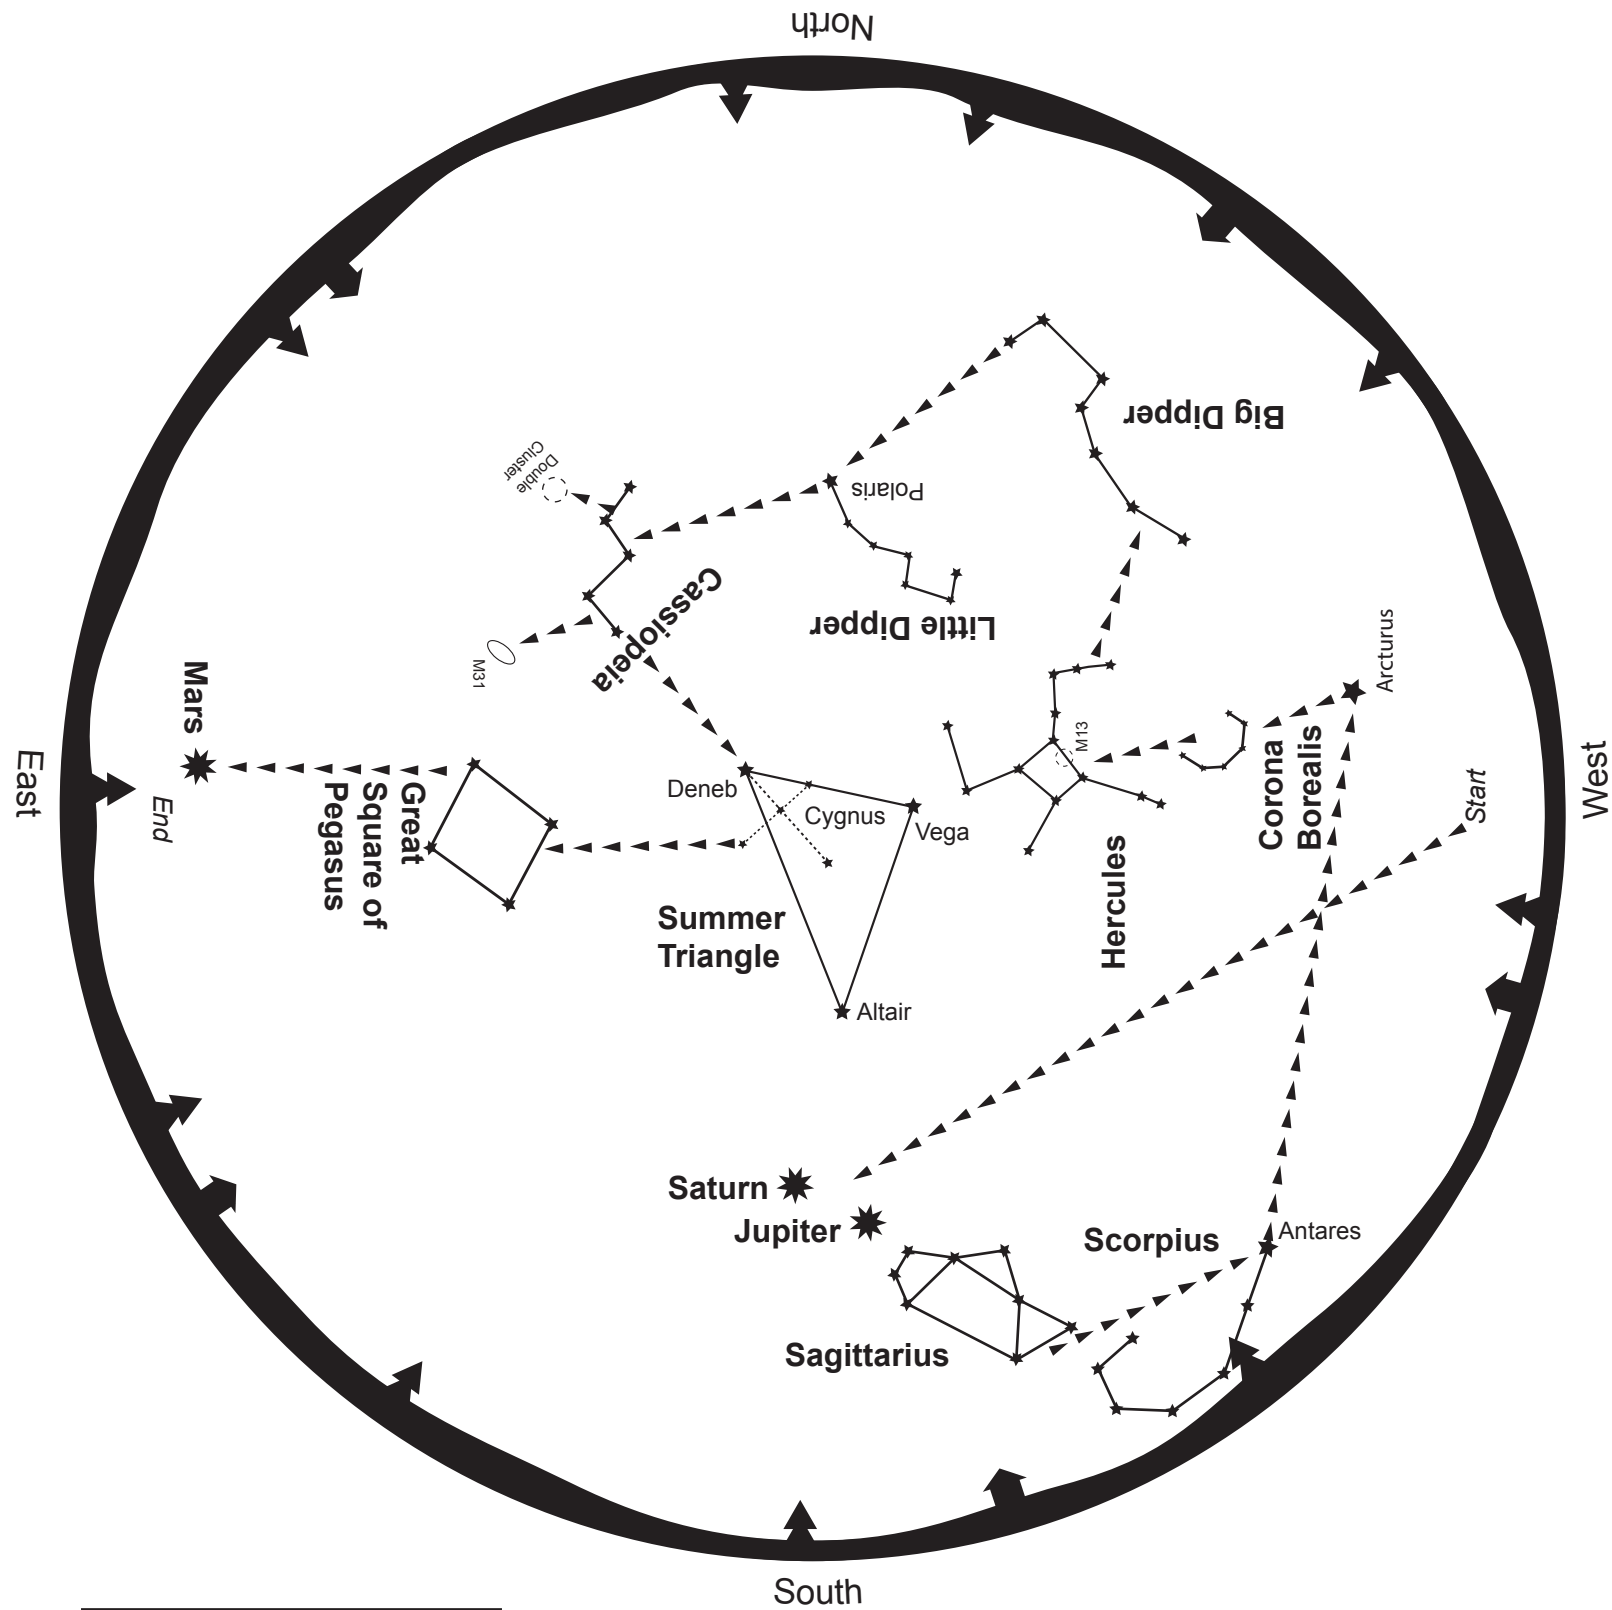 North
Big Dipper
Double
Cluster
Polaris
Cassiopeia
Little Dipper
M31
Mars
Arcturus
M13
Corona
Borealis
East
West
Start
End
Great
Square of
Pegasus
Deneb
Cygnus
Vega
Hercules
Summer
Triangle
Altair
Saturn
Jupiter
Scorpius
Antares
Sagittarius
South